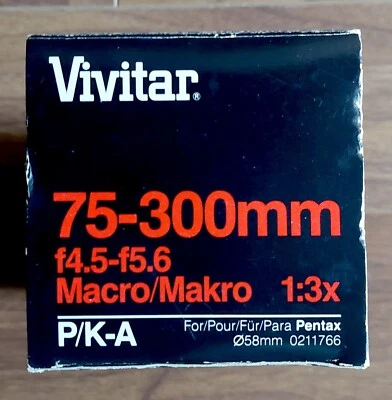 Vivitar®
75-300mm
f4.5-f5.6
Macro/Makro 1:3x
P/K-A
For/Pour/Für/Para Pentax
Ø58mm 0211766